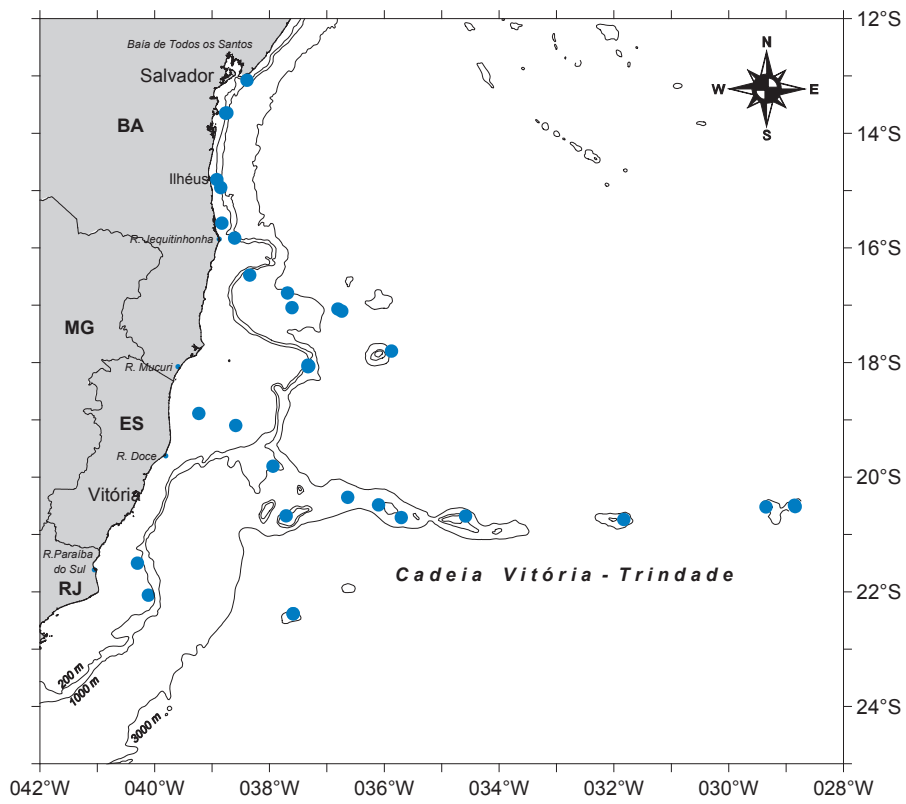 12°S
Baía de Todos os Santos
N
Salvador
W
E
BA
S
14°S
Ilhéus
R. Jequitinhonha
16°S
MG
18°S
R. Mucuri
ES
R. Doce
20°S
Vitória
R.Paraíba
do Sul
Cadeia Vitória - Trindade
RJ
22°S
200 m
1000 m
3000 m
24°S
042°W
040°W
038°W
036°W
034°W
032°W
030°W
028°W